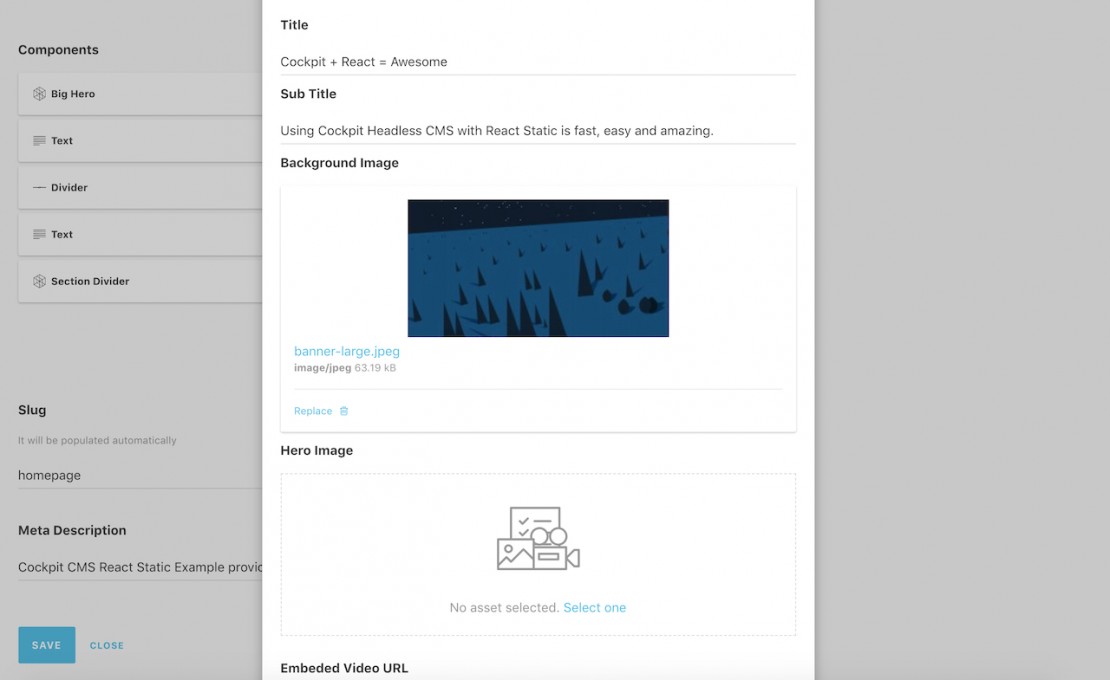 Components
Big Hero
Text
Divider
Text
Section Divider
Slug
It will be populated automatically
homepage
Meta Description
Cockpit CMS React Static Example provid
SAVE CLOSE
Title
Cockpit + React = Awesome
Sub Title
Using Cockpit Headless CMS with React Static is fast, easy and amazing.
Background Image
banner-large.jpeg
image/jpeg 63.19 kB
Replace
Hero Image
No asset selected. Select one
Embeded Video URL